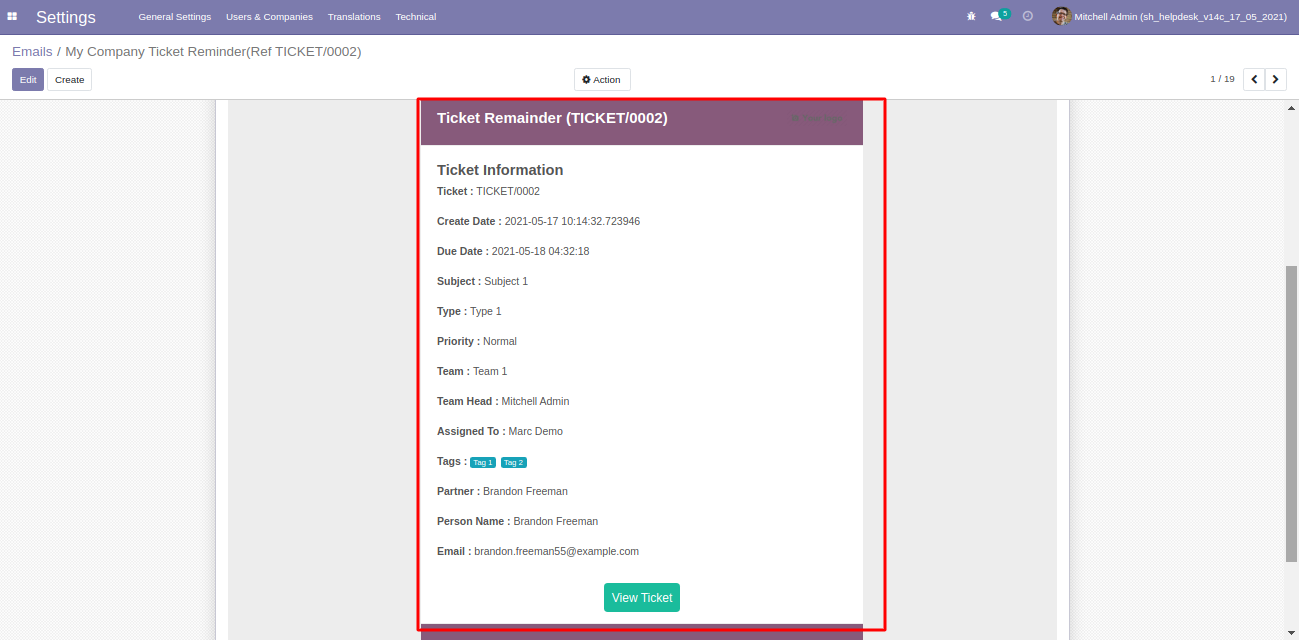 Settings General Settings Users & Companies Translations Technical 5 Mitchell Admin (sh_helpdesk_v14c_17_05_2021)
Emails / My Company Ticket Reminder(Ref TICKET/0002)
Edit Create Action 1 / 19
Ticket Remainder (TICKET/0002)
Ticket Information
Ticket : TICKET/0002
Create Date : 2021-05-17 10:14:32.723946
Due Date : 2021-05-18 04:32:18
Subject : Subject 1
Type : Type 1
Priority : Normal
Team : Team 1
Team Head : Mitchell Admin
Assigned To : Marc Demo
Tags : Tag 1 Tag 2
Partner : Brandon Freeman
Person Name : Brandon Freeman
Email : brandon.freeman55@example.com
View Ticket